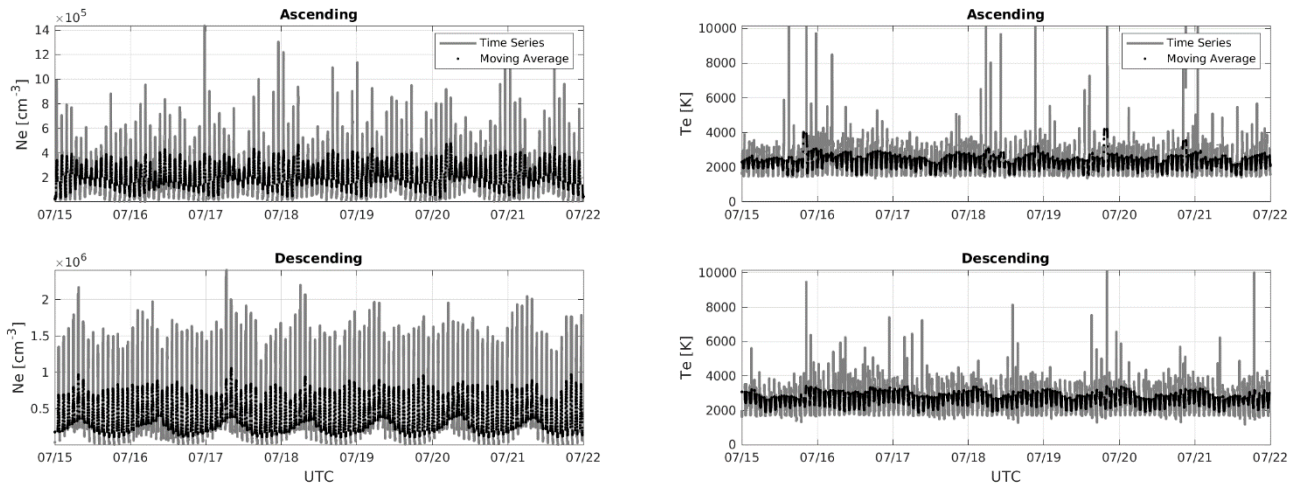 Ascending
×10⁵
Ne [cm⁻³]
14
12
10
8
6
4
2
Time Series
Moving Average
07/15 07/16 07/17 07/18 07/19 07/20 07/21 07/22
Ascending
Te [K]
10000
8000
6000
4000
2000
0
Time Series
Moving Average
07/15 07/16 07/17 07/18 07/19 07/20 07/21 07/22
Descending
×10⁶
Ne [cm⁻³]
2
1.5
1
0.5
07/15 07/16 07/17 07/18 07/19 07/20 07/21 07/22
UTC
Descending
Te [K]
10000
8000
6000
4000
2000
0
07/15 07/16 07/17 07/18 07/19 07/20 07/21 07/22
UTC